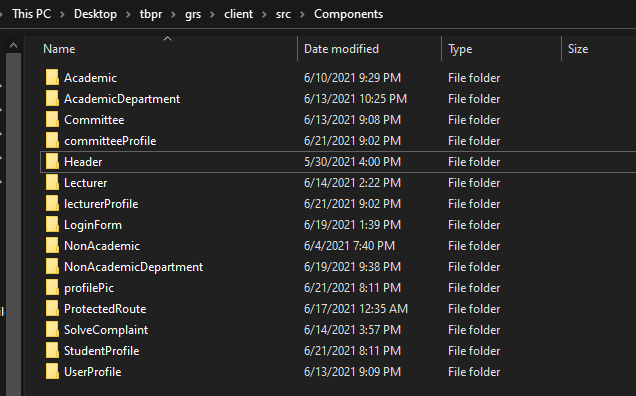 This PC > Desktop > tbpr > grs > client > src > Components
Name Date modified Type Size
Academic 6/10/2021 9:29 PM File folder
AcademicDepartment 6/13/2021 10:25 PM File folder
Committee 6/13/2021 9:08 PM File folder
committeeProfile 6/21/2021 9:02 PM File folder
Header 5/30/2021 4:00 PM File folder
Lecturer 6/14/2021 2:22 PM File folder
lecturerProfile 6/21/2021 9:02 PM File folder
LoginForm 6/19/2021 1:39 PM File folder
NonAcademic 6/4/2021 7:40 PM File folder
NonAcademicDepartment 6/19/2021 9:38 PM File folder
profilePic 6/21/2021 8:11 PM File folder
ProtectedRoute 6/17/2021 12:35 AM File folder
SolveComplaint 6/14/2021 3:57 PM File folder
StudentProfile 6/21/2021 8:11 PM File folder
UserProfile 6/13/2021 9:09 PM File folder